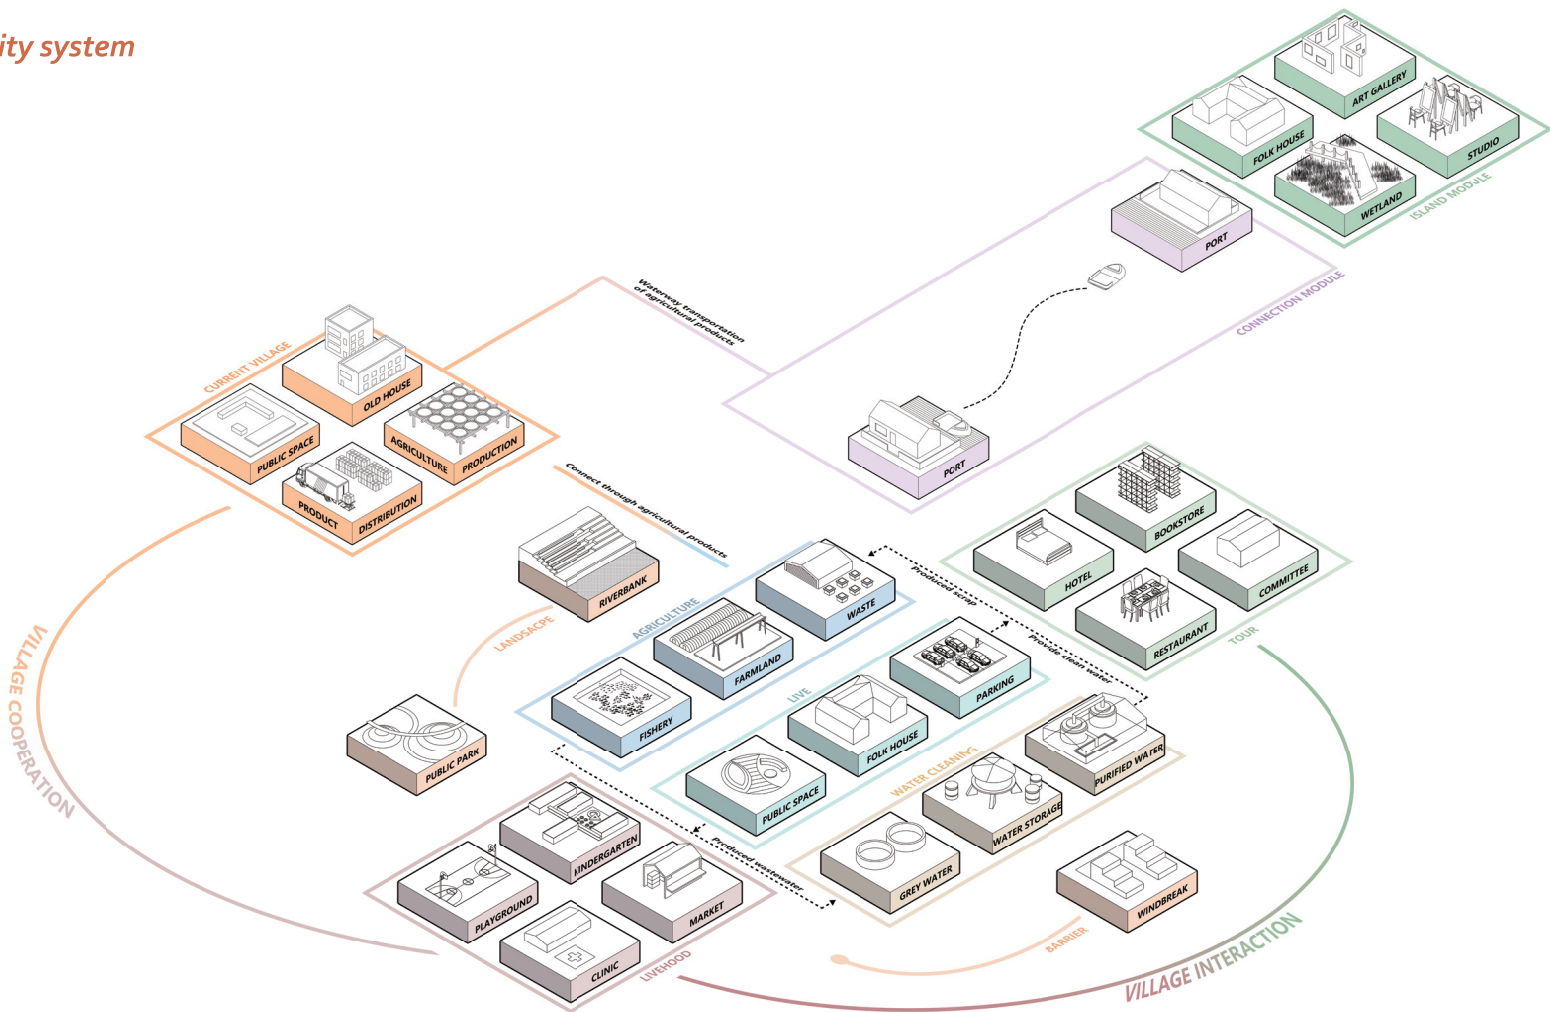 ity system
ART GALLERY
FOLK HOUSE
STUDIO
WETLAND
ISLAND MODULE
PORT
CONNECTION MODULE
Waterway transportation
of agricultural products
CURRENT VILLAGE
OLD HOUSE
PUBLIC SPACE
AGRICULTURE PRODUCTION
PRODUCT DISTRIBUTION
PORT
Connect through agricultural products
BOOKSTORE
HOTEL
COMMITTEE
RESTAURANT
TOUR
RIVERBANK
LANDSACPE
PUBLIC PARK
AGRICULTURE
WASTE
FARMLAND
FISHERY
Produced scrap
Provide clean water
LIVE
PARKING
FOLK HOUSE
PUBLIC SPACE
WATER CLEANING
PURIFIED WATER
WATER STORAGE
GREY WATER
Produced wastewater
KINDERGARTEN
PLAYGROUND
MARKET
CLINIC
LIVEHOOD
WINDBREAK
BARRIER
VILLAGE COOPERATION
VILLAGE INTERACTION